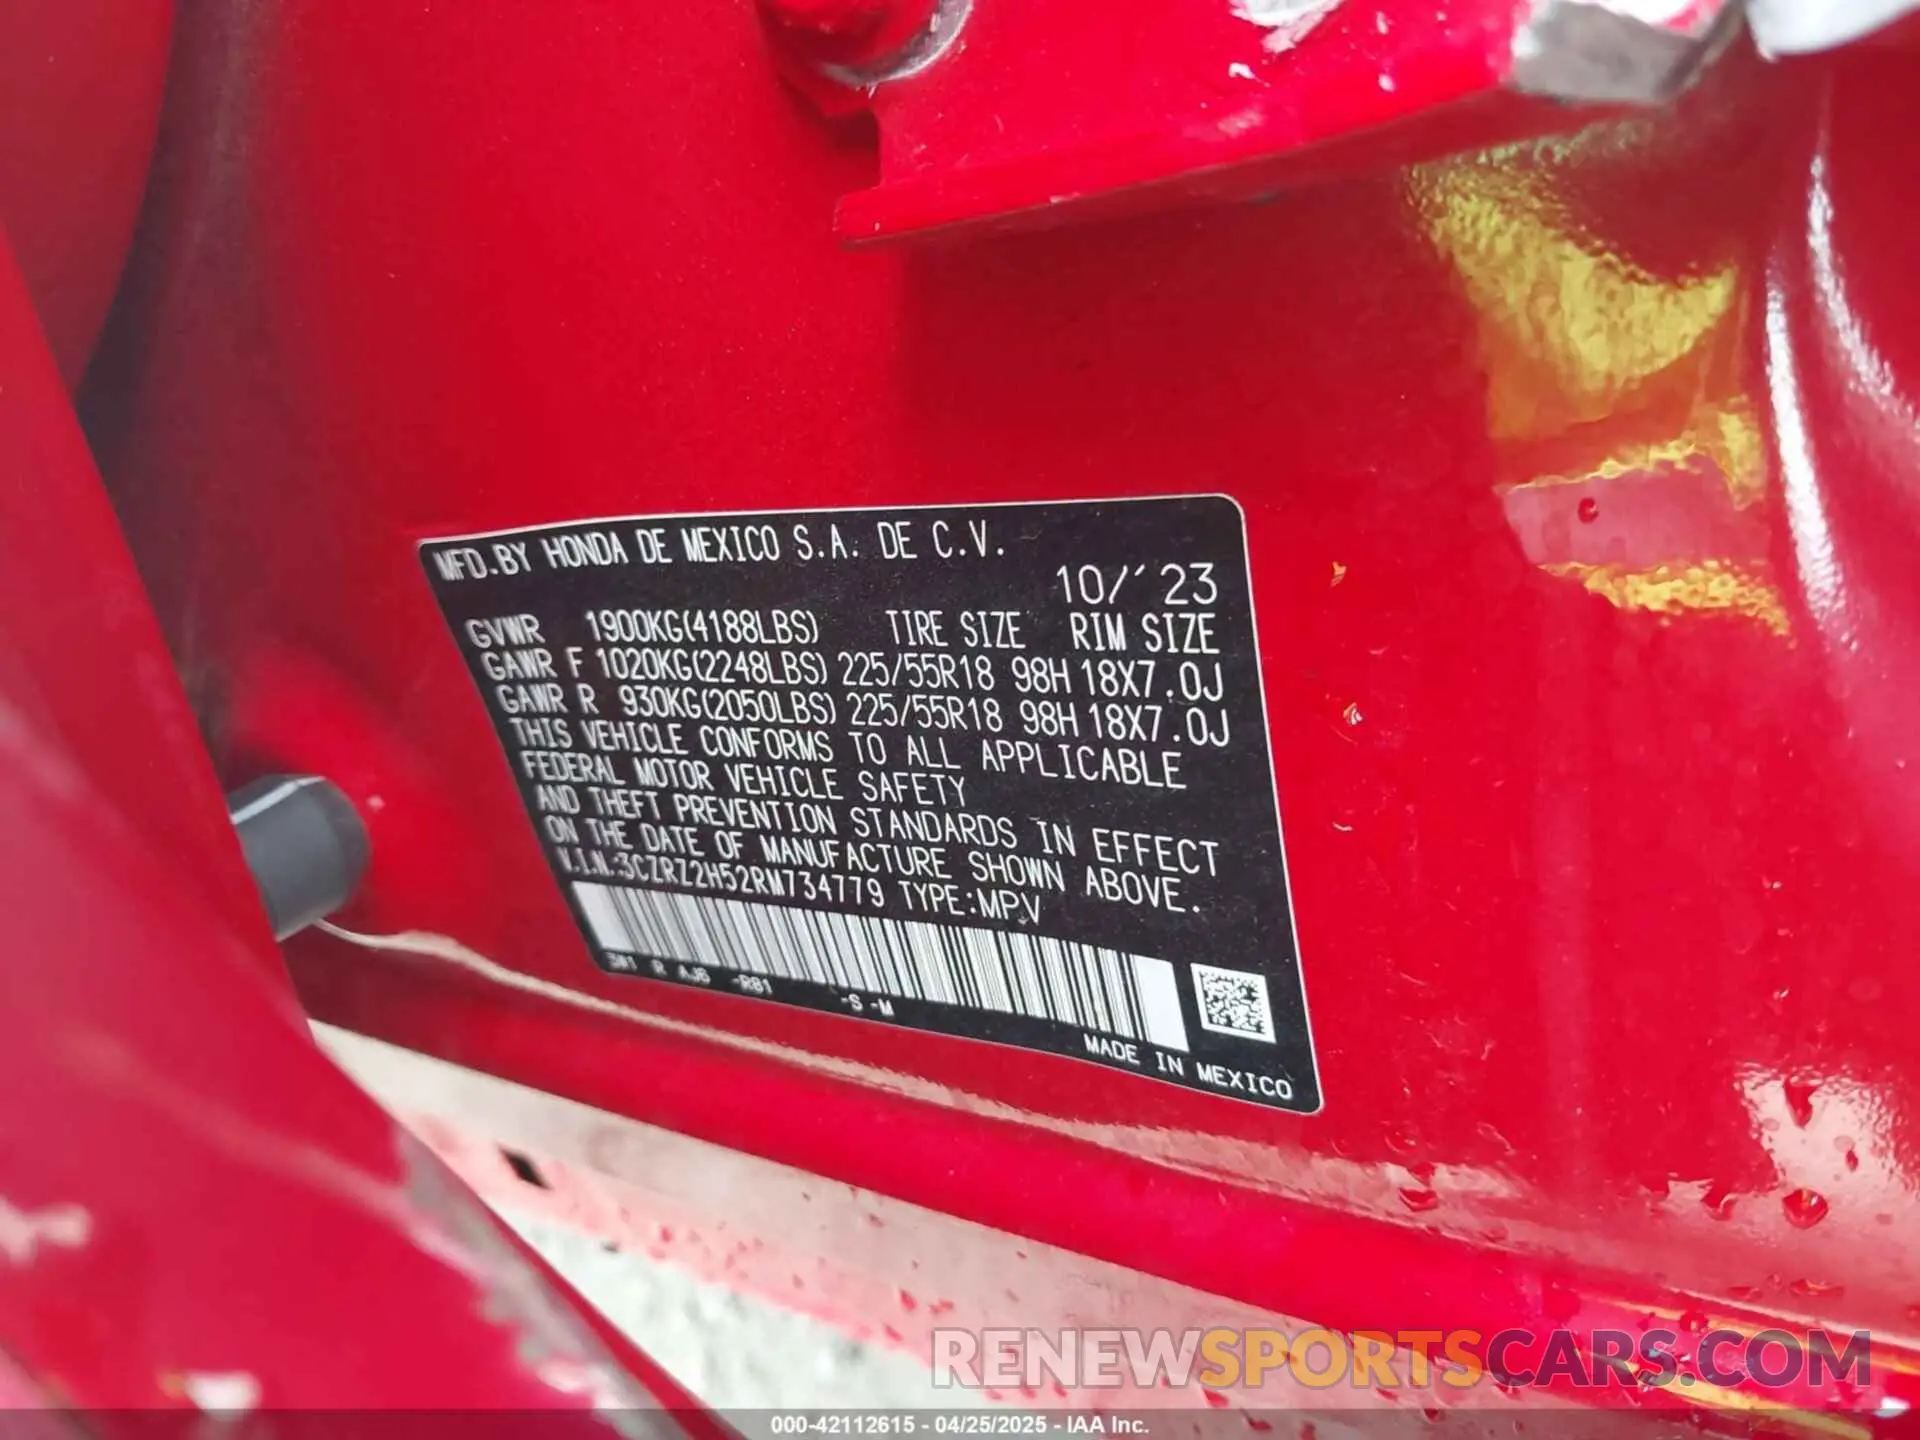 MFD.BY HONDA DE MEXICO S.A. DE C.V.
10/'23
GVWR 1900KG(4188LBS) TIRE SIZE RIM SIZE
GAWR F 1020KG(2248LBS) 225/55R18 98H 18X7.0J
GAWR R 930KG(2050LBS) 225/55R18 98H 18X7.0J
THIS VEHICLE CONFORMS TO ALL APPLICABLE
FEDERAL MOTOR VEHICLE SAFETY
AND THEFT PREVENTION STANDARDS IN EFFECT
ON THE DATE OF MANUFACTURE SHOWN ABOVE.
V.I.N.:3CZRZ2H52RM734779 TYPE:MPV
3W1 R AJ6 -RB1 -S -M
MADE IN MEXICO
RENEWSPORTSCARS.COM
000-42112615 - 04/25/2025 - IAA Inc.